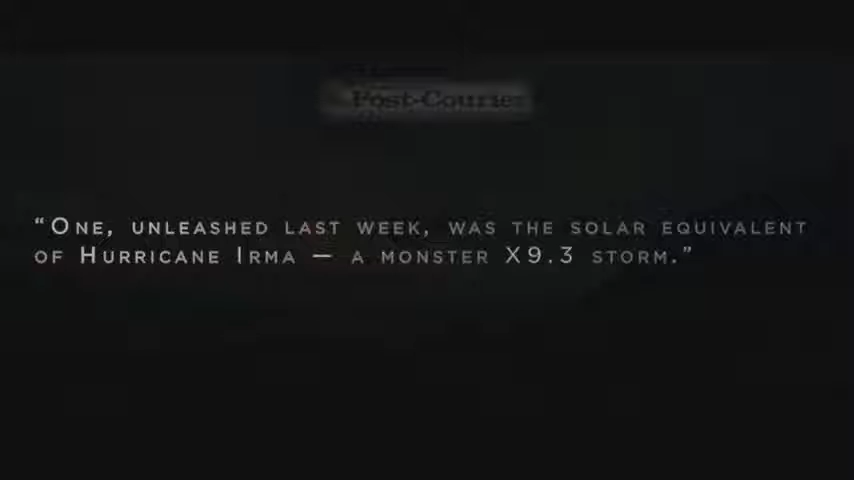 Post-Courier
“One, unleashed last week, was the solar equivalent
of Hurricane Irma – a monster X9.3 storm.”